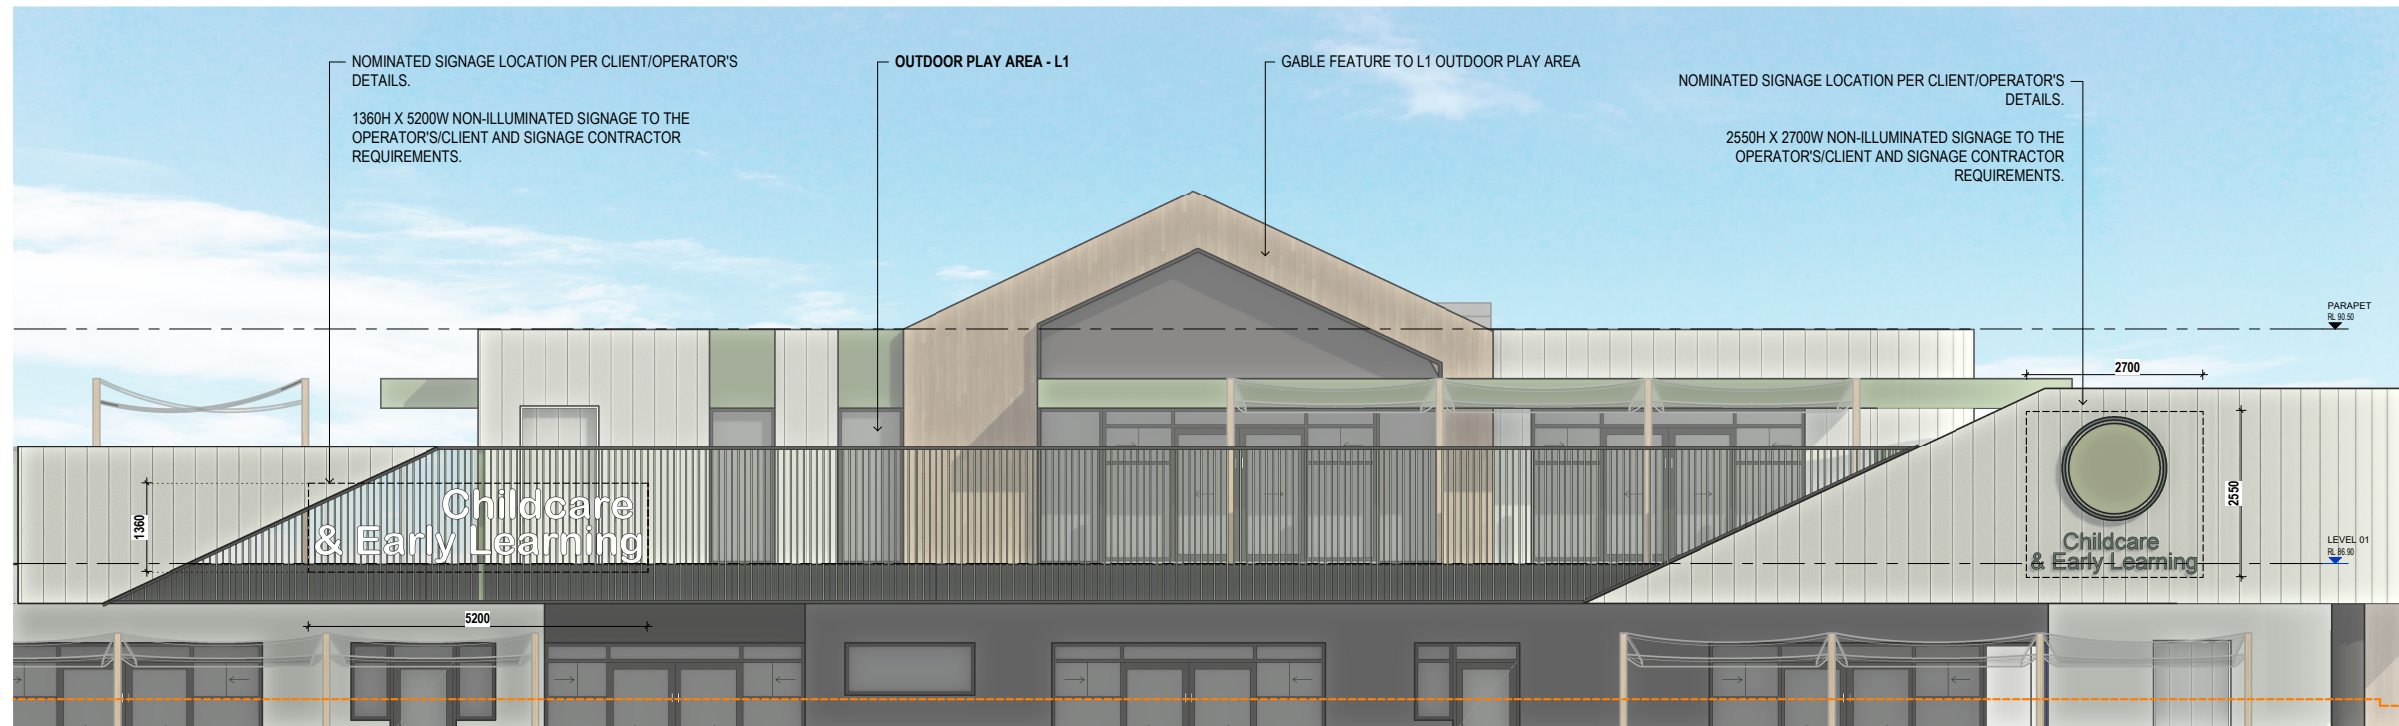 NOMINATED SIGNAGE LOCATION PER CLIENT/OPERATOR'S
DETAILS.
1360H X 5200W NON-ILLUMINATED SIGNAGE TO THE
OPERATOR'S/CLIENT AND SIGNAGE CONTRACTOR
REQUIREMENTS.
OUTDOOR PLAY AREA - L1
GABLE FEATURE TO L1 OUTDOOR PLAY AREA
NOMINATED SIGNAGE LOCATION PER CLIENT/OPERATOR'S
DETAILS.
2550H X 2700W NON-ILLUMINATED SIGNAGE TO THE
OPERATOR'S/CLIENT AND SIGNAGE CONTRACTOR
REQUIREMENTS.
PARAPET
RL 90.50
2700
2550
1360
Childcare
& Early Learning
Childcare
& Early Learning
LEVEL 01
RL 86.90
5200